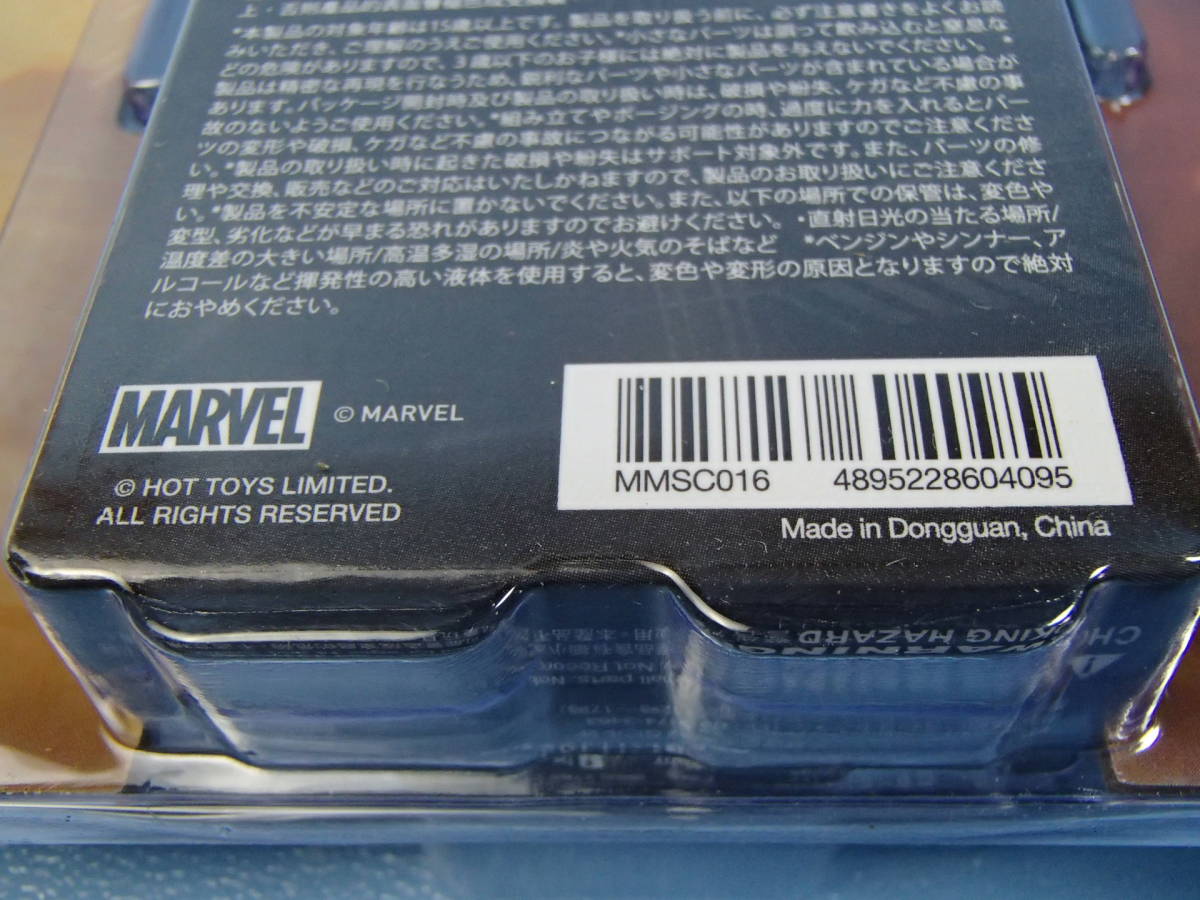 *本製品の対象年齢は15歳以上です。製品を取り扱う前に、必ず注意書きをよくお読
みいただき、ご理解のうえご使用ください。*小さなパーツは誤って飲み込むと窒息な
どの危険がありますので、3歳以下のお子様には絶対に製品を与えないでください。
製品は精密な再現を行なうため、鋭利なパーツや小さなパーツが含まれている場合が
あります。パッケージ開封時及び製品の取り扱い時は、破損や紛失、ケガなど不慮の事
故のないようご使用ください。*組み立てやポージングの時、過度に力を入れるとパー
ツの変形や破損、ケガなど不慮の事故につながる可能性がありますのでご注意くださ
い。*製品の取り扱い時に起きた破損や紛失はサポート対象外です。また、パーツの修
理や交換、販売などのご対応はいたしかねますので、製品のお取り扱いにご注意くださ
い。*製品を不安定な場所に置かないでください。また、以下の場所での保管は、変色や
変型、劣化などが早まる恐れがありますのでお避けください。・直射日光の当たる場所/
温度差の大きい場所/高温多湿の場所/炎や火気のそばなど *ベンジンやシンナー、ア
ルコールなど揮発性の高い液体を使用すると、変色や変形の原因となりますので絶対
におやめください。
MARVEL © MARVEL
© HOT TOYS LIMITED.
ALL RIGHTS RESERVED
MMSC016 4895228604095
Made in Dongguan, China
WARNING
CHOKING HAZARD